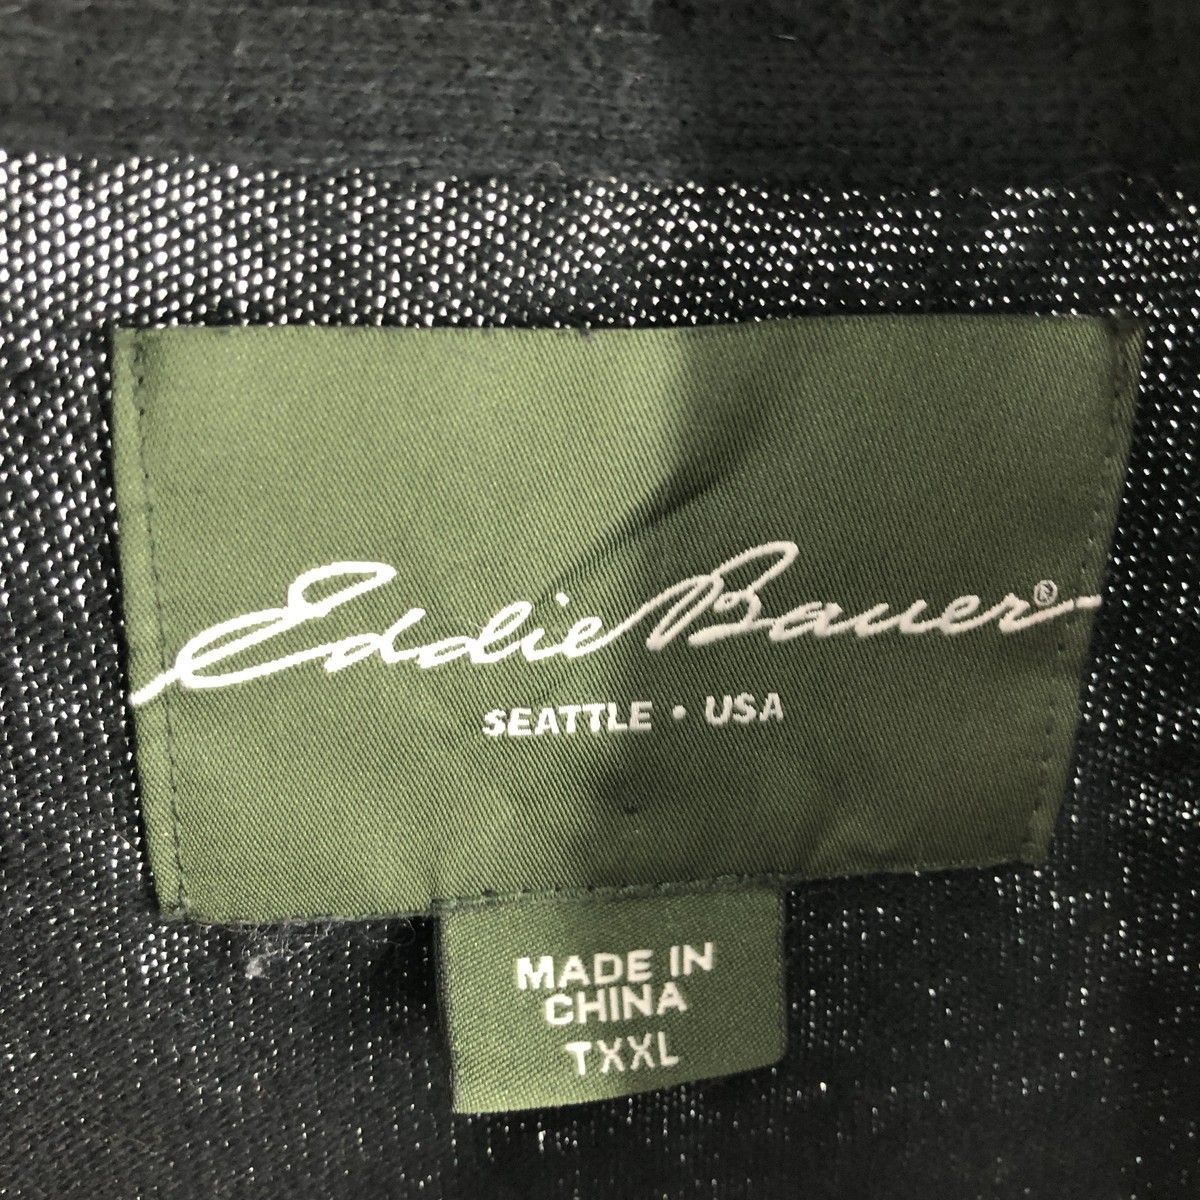 Eddie Bauer®
SEATTLE • USA
MADE IN
CHINA
TXXL